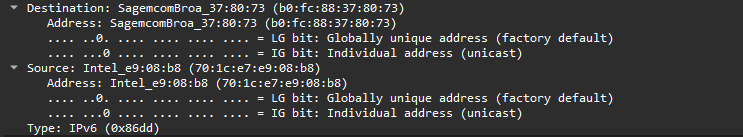 Destination: SagemcomBroa_37:80:73 (b0:fc:88:37:80:73)
Address: SagemcomBroa_37:80:73 (b0:fc:88:37:80:73)
.... ..0. .... .... .... .... = LG bit: Globally unique address (factory default)
.... ...0 .... .... .... .... = IG bit: Individual address (unicast)
Source: Intel_e9:08:b8 (70:1c:e7:e9:08:b8)
Address: Intel_e9:08:b8 (70:1c:e7:e9:08:b8)
.... ..0. .... .... .... .... = LG bit: Globally unique address (factory default)
.... ...0 .... .... .... .... = IG bit: Individual address (unicast)
Type: IPv6 (0x86dd)